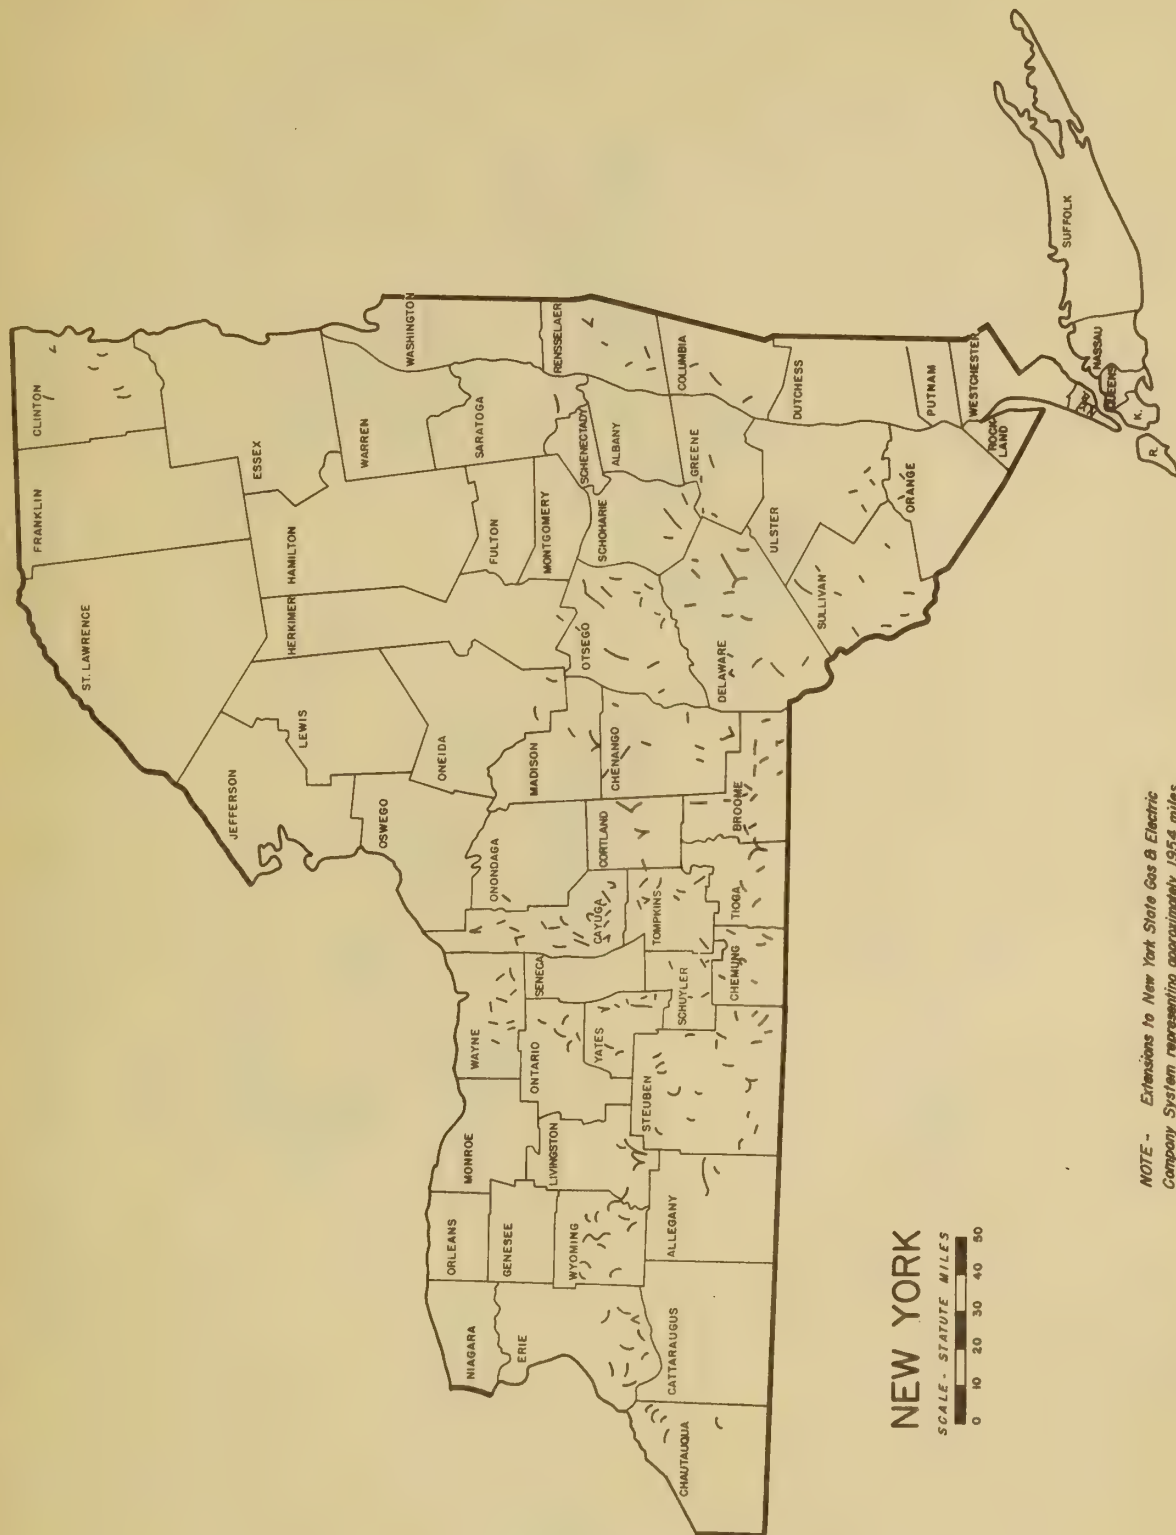 CLINTON
FRANKLIN
ST. LAWRENCE
ESSEX
HAMILTON
HERKIMER
LEWIS
JEFFERSON
WARREN
WASHINGTON
SARATOGA
FULTON
MONTGOMERY
ONEIDA
OSWEGO
RENSSELAER
SCHENECTADY
ALBANY
SCHOHARIE
OTSEGO
MADISON
ONONDAGA
CAYUGA
SENECA
WAYNE
ONTARIO
MONROE
LIVINGSTON
ORLEANS
GENESEE
WYOMING
NIAGARA
ERIE
COLUMBIA
GREENE
DELAWARE
CHENANGO
CORTLAND
TOMPKINS
SCHUYLER
YATES
STEUBEN
ALLEGANY
CATTARAUGUS
CHAUTAUQUA
BROOME
TIOGA
CHEMUNG
DUTCHESS
ULSTER
SULLIVAN
PUTNAM
ORANGE
WESTCHESTER
ROCK-
LAND
SUFFOLK
NASSAU
QUEENS
K.
R.
NEW YORK
SCALE - STATUTE MILES
0 10 20 30 40 50
NOTE - Extensions to New York State Gas & Electric
Company System representing approximately 1954 miles